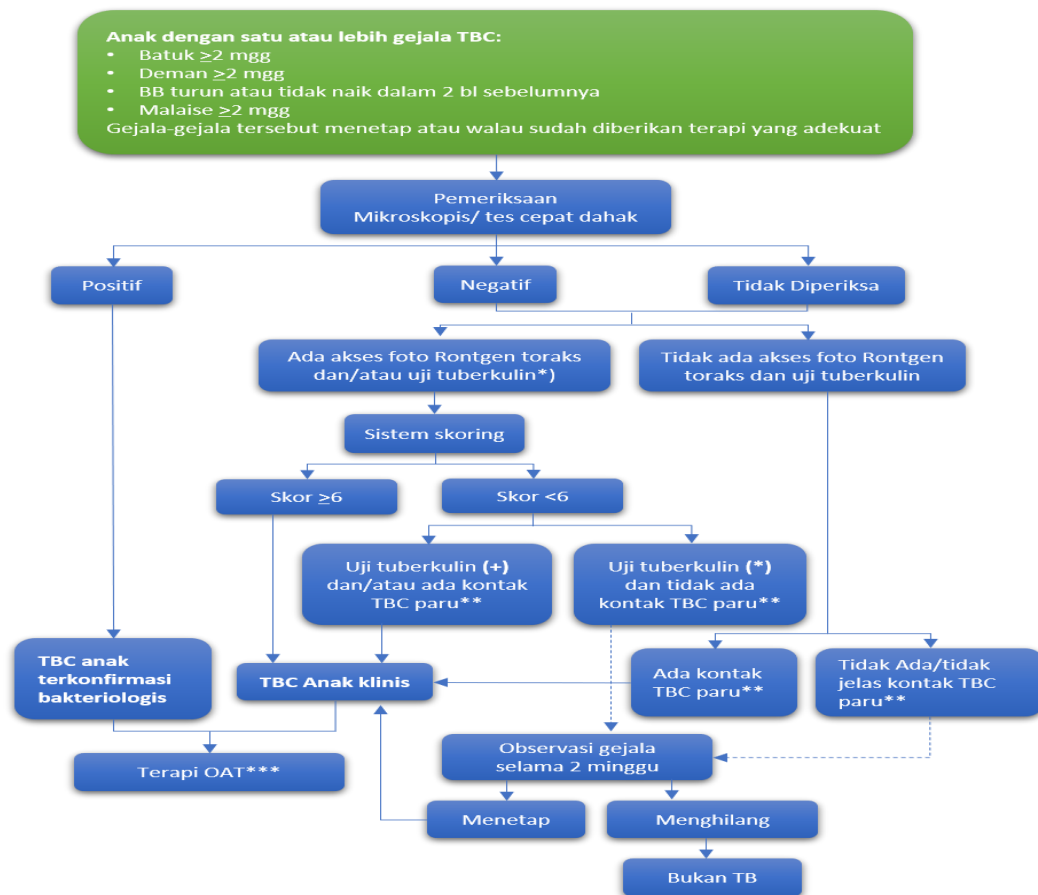 Anak dengan satu atau lebih gejala TBC:
• Batuk ≥2 mgg
• Deman ≥2 mgg
• BB turun atau tidak naik dalam 2 bl sebelumnya
• Malaise ≥2 mgg
Gejala-gejala tersebut menetap atau walau sudah diberikan terapi yang adekuat
Pemeriksaan
Mikroskopis/ tes cepat dahak
Positif
Negatif
Tidak Diperiksa
Ada akses foto Rontgen toraks
dan/atau uji tuberkulin*)
Tidak ada akses foto Rontgen
toraks dan uji tuberkulin
Sistem skoring
Skor ≥6
Skor <6
Uji tuberkulin (+)
dan/atau ada kontak
TBC paru**
Uji tuberkulin (*)
dan tidak ada
kontak TBC paru**
TBC anak
terkonfirmasi
bakteriologis
TBC Anak klinis
Ada kontak
TBC paru**
Tidak Ada/tidak
jelas kontak TBC
paru**
Terapi OAT***
Observasi gejala
selama 2 minggu
Menetap
Menghilang
Bukan TB